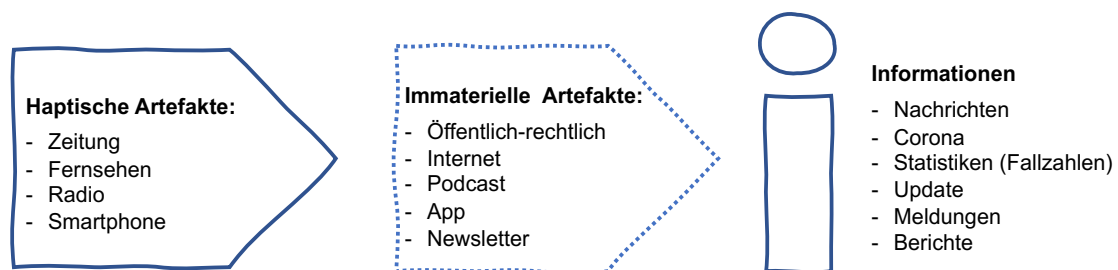 Haptische Artefakte:
- Zeitung
- Fernsehen
- Radio
- Smartphone
Immaterielle Artefakte:
- Öffentlich-rechtlich
- Internet
- Podcast
- App
- Newsletter
Informationen
- Nachrichten
- Corona
- Statistiken (Fallzahlen)
- Update
- Meldungen
- Berichte